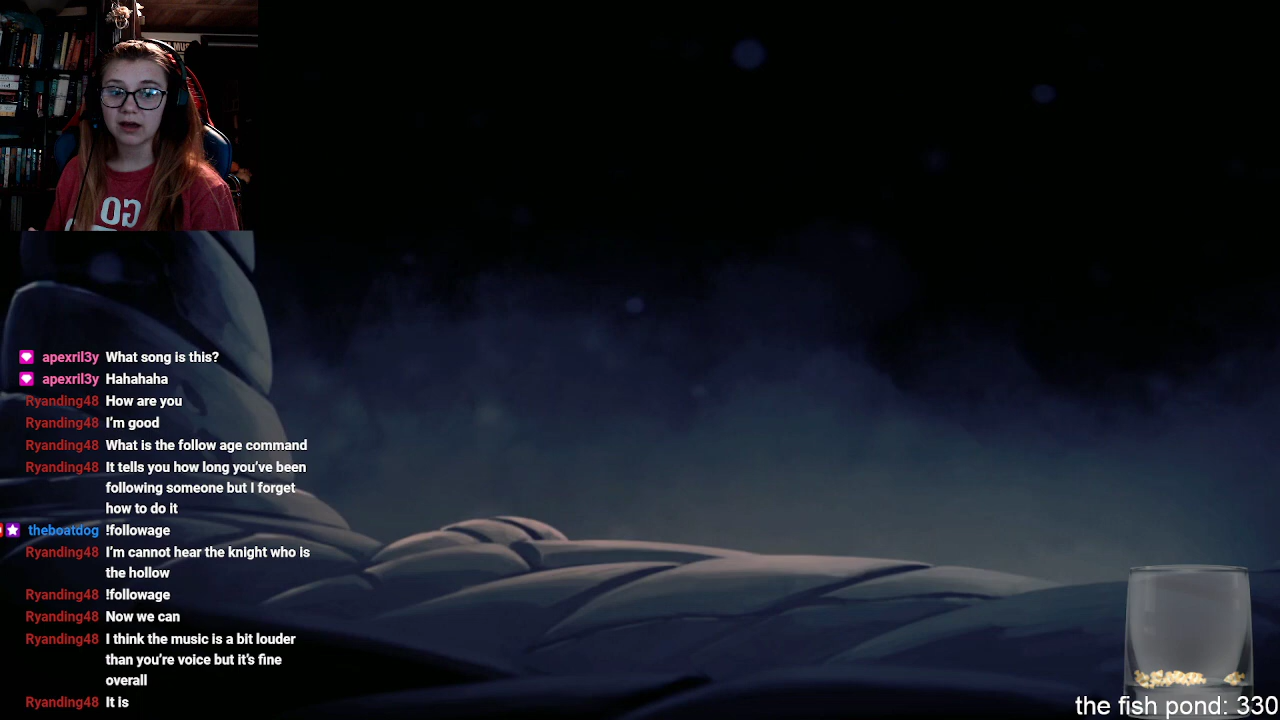 MUS
GO
apexril3y What song is this?
apexril3y Hahahaha
Ryanding48 How are you
Ryanding48 I'm good
Ryanding48 What is the follow age command
Ryanding48 It tells you how long you've been
following someone but I forget
how to do it
theboatdog !followage
Ryanding48 I'm cannot hear the knight who is
the hollow
Ryanding48 !followage
Ryanding48 Now we can
Ryanding48 I think the music is a bit louder
than you're voice but it's fine
overall
Ryanding48 It is
the fish pond: 330